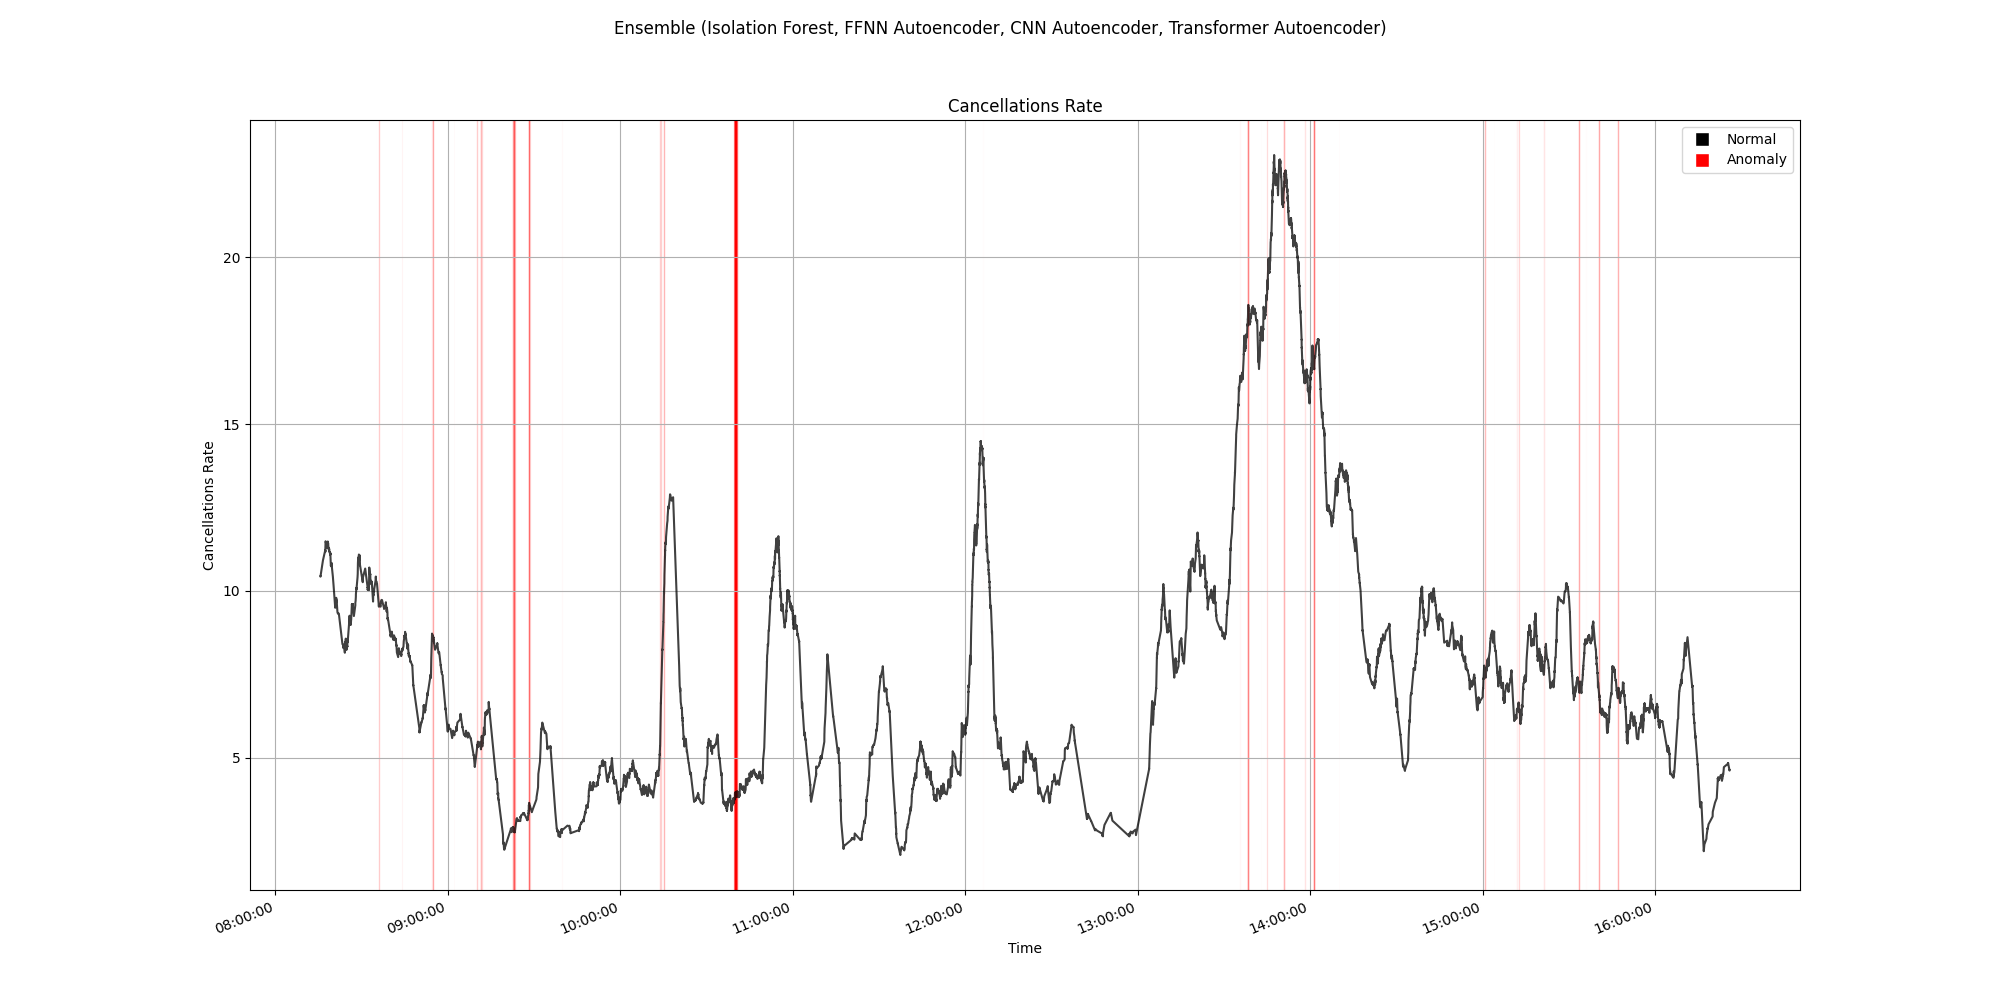 Ensemble (Isolation Forest, FFNN Autoencoder, CNN Autoencoder, Transformer Autoencoder)
Cancellations Rate
Normal
Anomaly
20
15
10
5
Cancellations Rate
08:00:00
09:00:00
10:00:00
11:00:00
12:00:00
13:00:00
14:00:00
15:00:00
16:00:00
Time